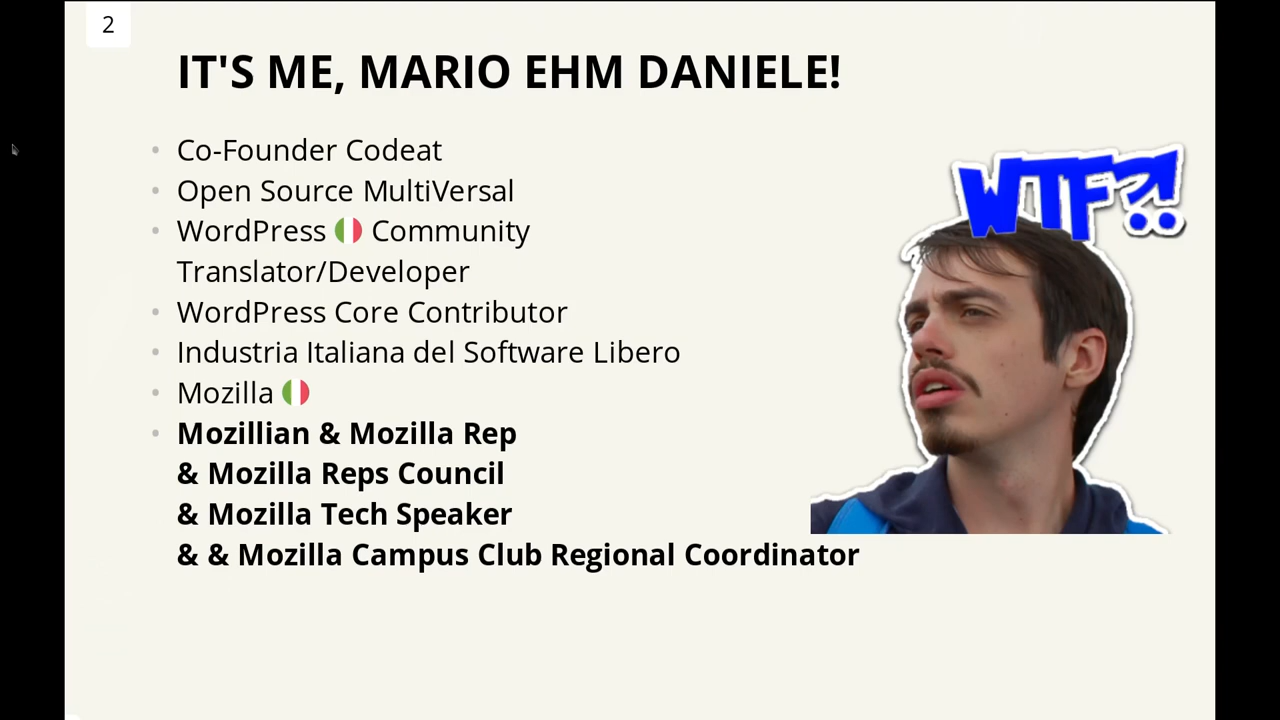 2
IT'S ME, MARIO EHM DANIELE!
Co-Founder Codeat
Open Source MultiVersal
WordPress 🇮🇹 Community
Translator/Developer
WordPress Core Contributor
Industria Italiana del Software Libero
Mozilla 🇮🇹
Mozillian & Mozilla Rep
& Mozilla Reps Council
& Mozilla Tech Speaker
& & Mozilla Campus Club Regional Coordinator
WTF?!